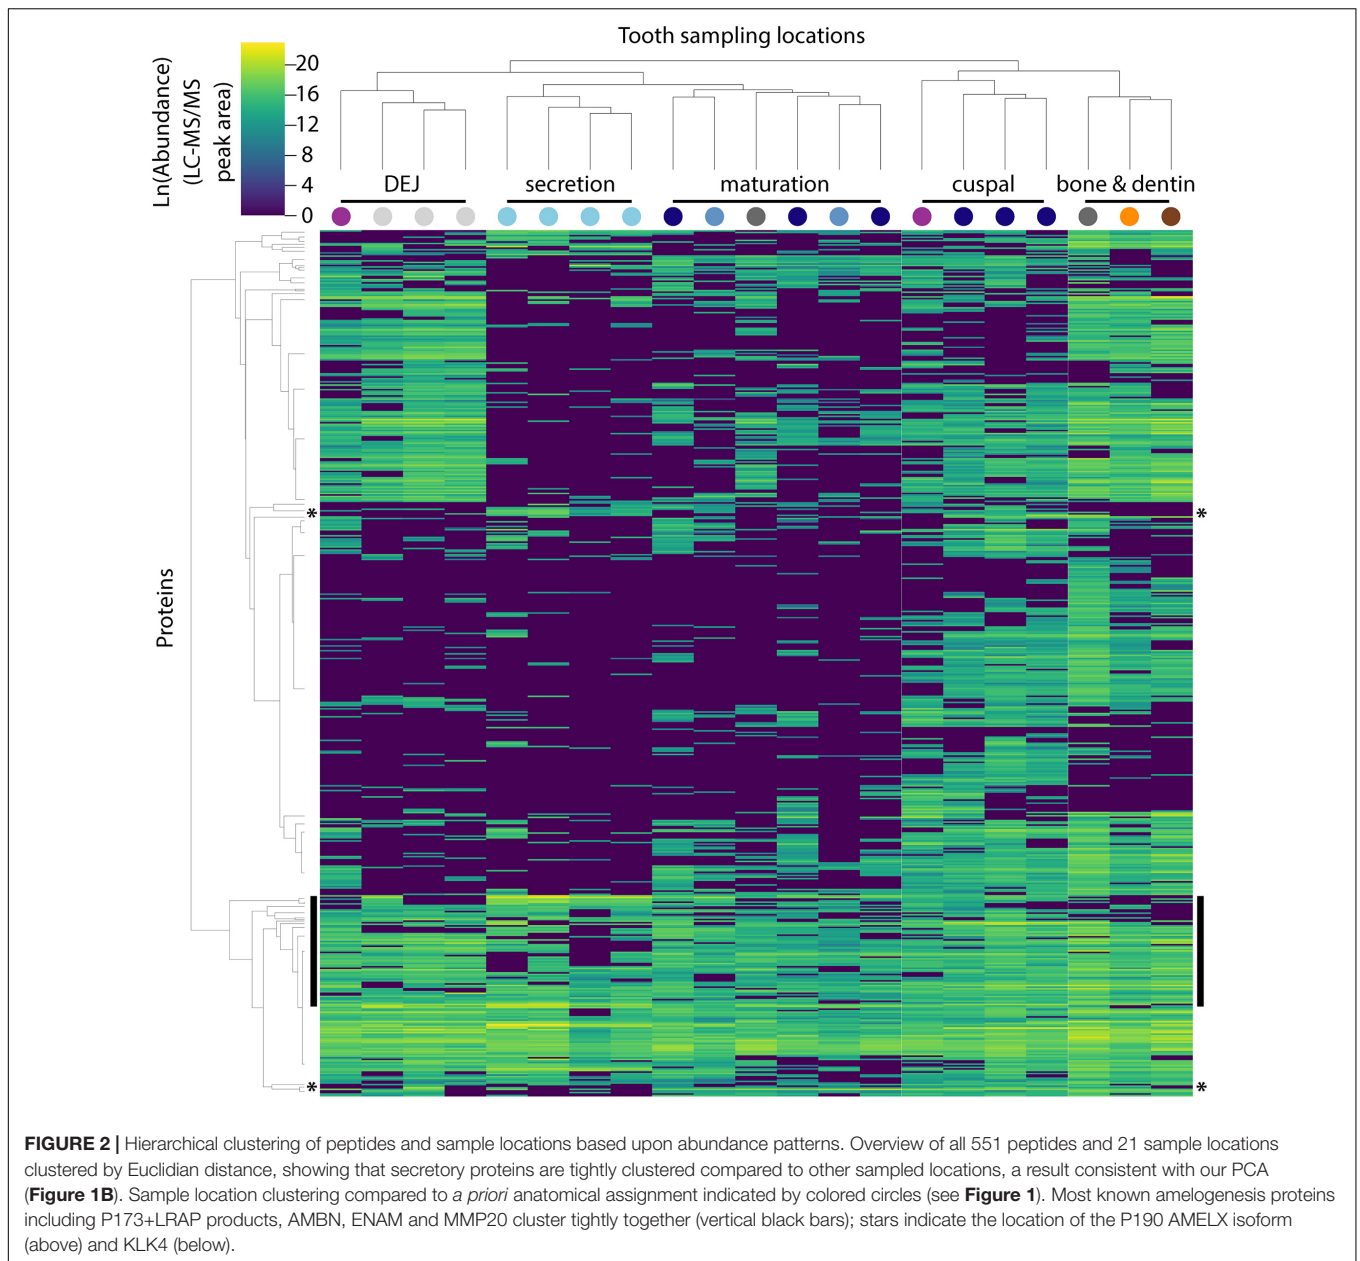 Tooth sampling locations
Ln(Abundance)
(LC-MS/MS
peak area)
20
16
12
8
4
0
DEJ
secretion
maturation
cuspal
bone & dentin
Proteins
*
*
*
*
FIGURE 2 | Hierarchical clustering of peptides and sample locations based upon abundance patterns. Overview of all 551 peptides and 21 sample locations
clustered by Euclidian distance, showing that secretory proteins are tightly clustered compared to other sampled locations, a result consistent with our PCA
(Figure 1B). Sample location clustering compared to a priori anatomical assignment indicated by colored circles (see Figure 1). Most known amelogenesis proteins
including P173+LRAP products, AMBN, ENAM and MMP20 cluster tightly together (vertical black bars); stars indicate the location of the P190 AMELX isoform
(above) and KLK4 (below).